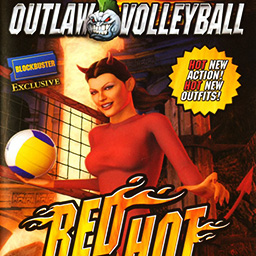 OUTLAW VOLLEYBALL
BLOCKBUSTER
EXCLUSIVE
HOT NEW
ACTION!
HOT NEW
OUTFITS!
RED HOT